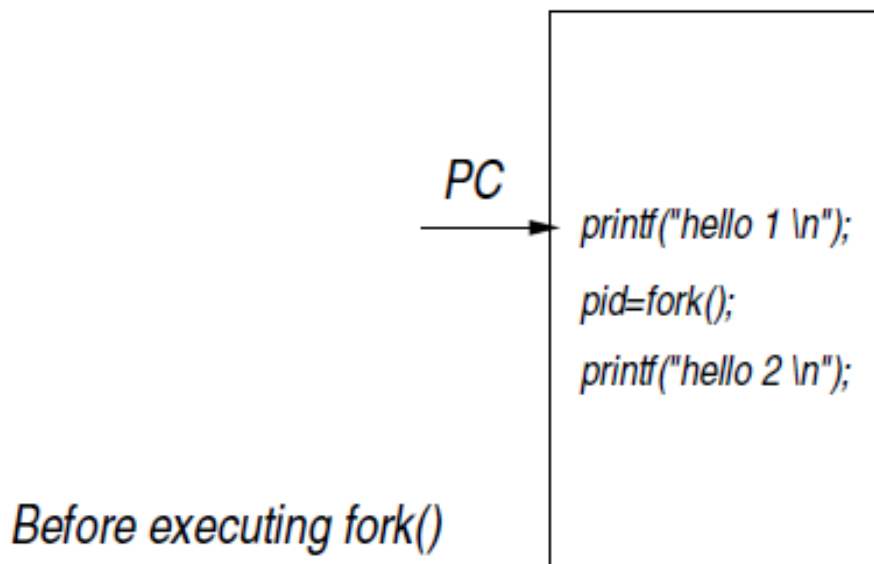 PC
printf("hello 1 \n");
pid=fork();
printf("hello 2 \n");
Before executing fork()